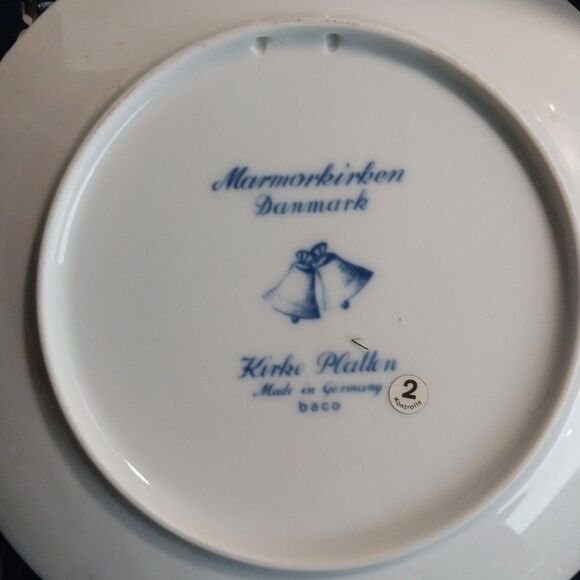 Marmorkirken
Danmark
Kirke Platten
Made in Germany
baco
2
Kontrolle